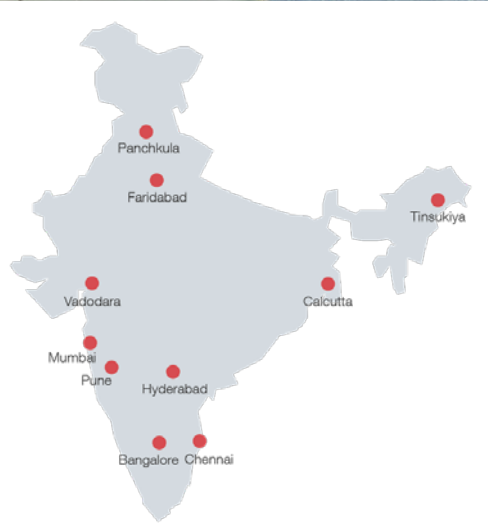 Panchkula
Faridabad
Tinsukiya
Vadodara
Calcutta
Mumbai
Pune
Hyderabad
Bangalore
Chennai